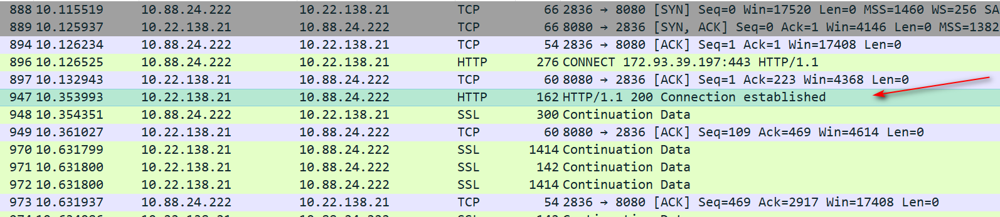 888 10.115519 10.88.24.222 10.22.138.21 TCP 66 2836 → 8080 [SYN] Seq=0 Win=17520 Len=0 MSS=1460 WS=256 SA
889 10.125937 10.22.138.21 10.88.24.222 TCP 66 8080 → 2836 [SYN, ACK] Seq=0 Ack=1 Win=4146 Len=0 MSS=1382
894 10.126234 10.88.24.222 10.22.138.21 TCP 54 2836 → 8080 [ACK] Seq=1 Ack=1 Win=17408 Len=0
896 10.126525 10.88.24.222 10.22.138.21 HTTP 276 CONNECT 172.93.39.197:443 HTTP/1.1
897 10.132943 10.22.138.21 10.88.24.222 TCP 60 8080 → 2836 [ACK] Seq=1 Ack=223 Win=4368 Len=0
947 10.353993 10.22.138.21 10.88.24.222 HTTP 162 HTTP/1.1 200 Connection established
948 10.354351 10.88.24.222 10.22.138.21 SSL 300 Continuation Data
949 10.361027 10.22.138.21 10.88.24.222 TCP 60 8080 → 2836 [ACK] Seq=109 Ack=469 Win=4614 Len=0
970 10.631799 10.22.138.21 10.88.24.222 SSL 1414 Continuation Data
971 10.631800 10.22.138.21 10.88.24.222 SSL 142 Continuation Data
972 10.631800 10.22.138.21 10.88.24.222 SSL 1414 Continuation Data
973 10.631937 10.88.24.222 10.22.138.21 TCP 54 2836 → 8080 [ACK] Seq=469 Ack=2917 Win=17408 Len=0